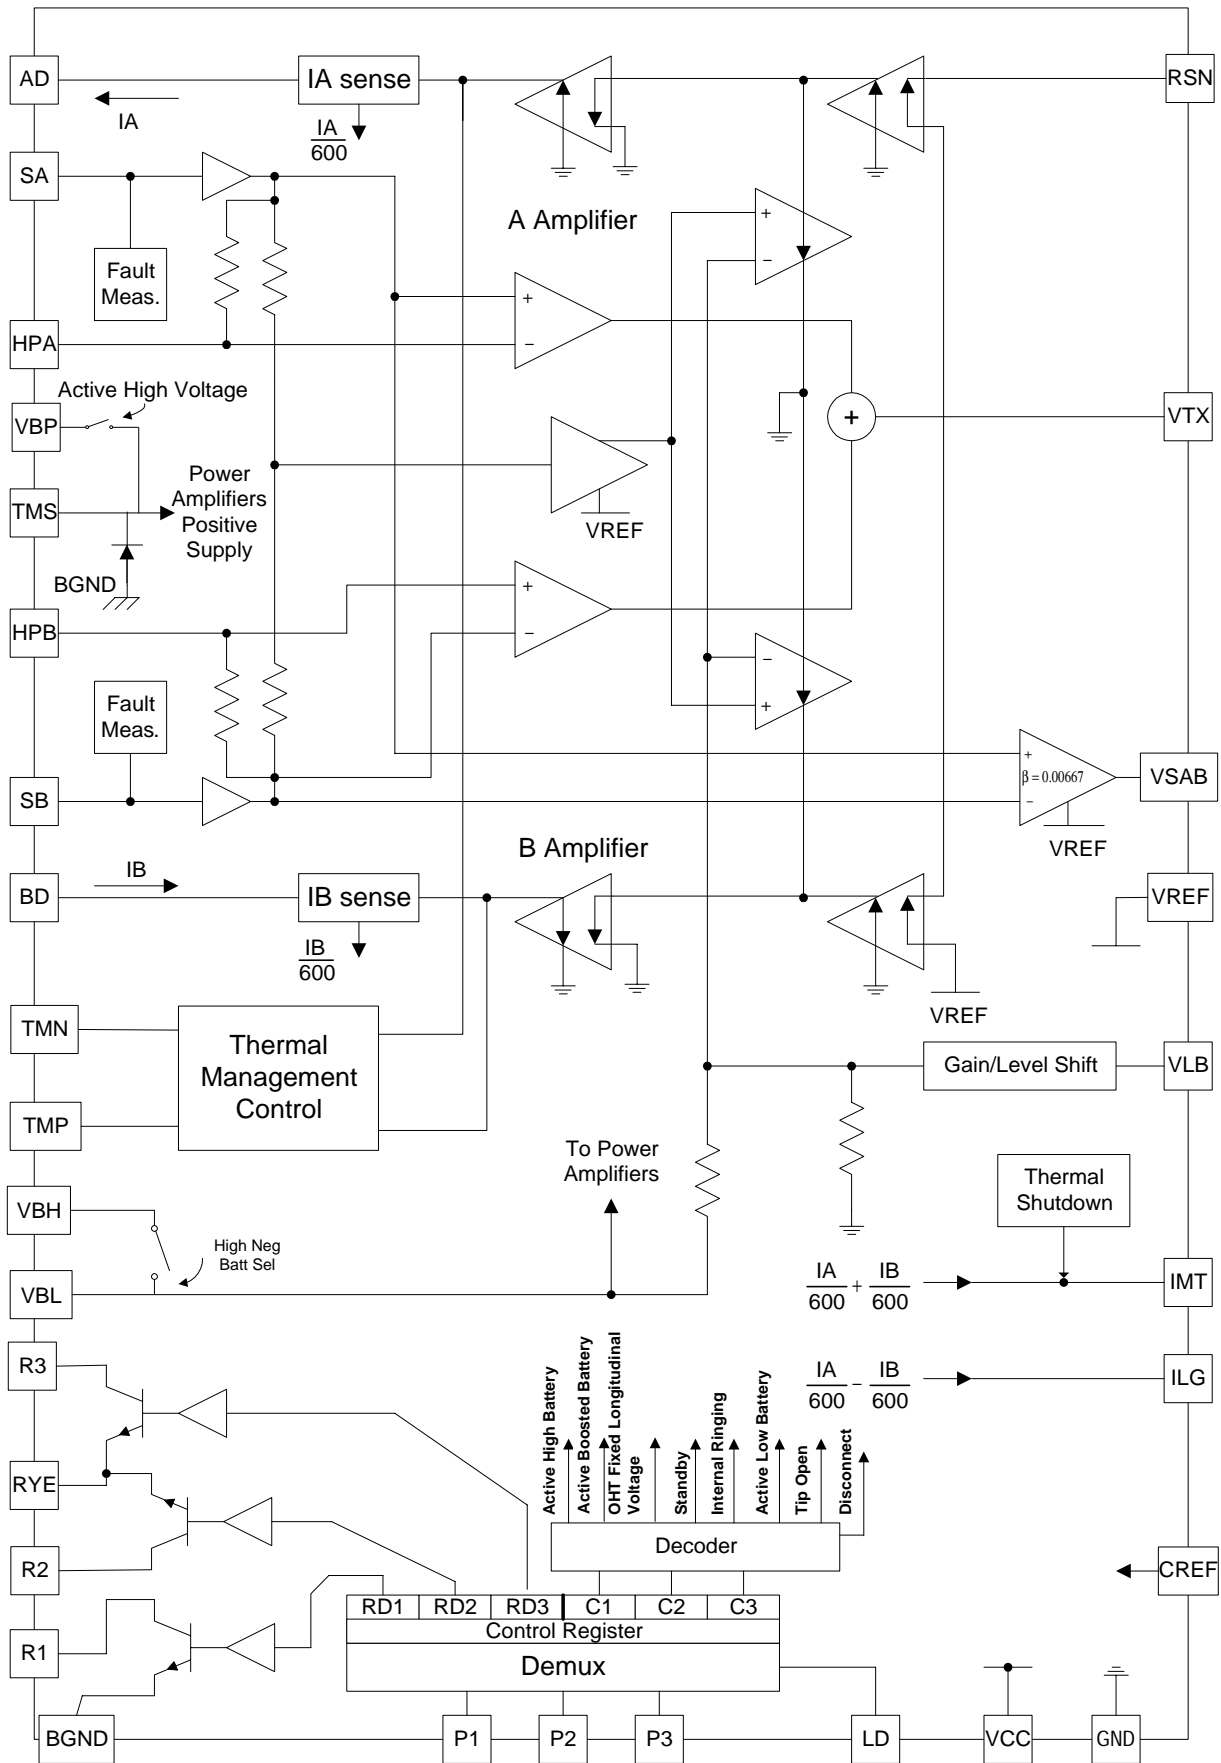 AD
IA sense
RSN
IA
IA
600
SA
A Amplifier
+
−
Fault
Meas.
+
−
HPA
Active High Voltage
VBP
+
VTX
Power
Amplifiers
Positive
Supply
TMS
VREF
BGND
+
−
HPB
−
+
Fault
Meas.
+
β = 0.00667
−
VSAB
SB
VREF
B Amplifier
IB
BD
IB sense
VREF
IB
600
VREF
TMN
Thermal
Management
Control
Gain/Level Shift
VLB
TMP
To Power
Amplifiers
Thermal
Shutdown
VBH
High Neg
Batt Sel
VBL
IA
600
+
IB
600
IMT
R3
IA
600
−
IB
600
ILG
Active High Battery
Active Boosted Battery
OHT Fixed Longitudinal
Voltage
Standby
Internal Ringing
Active Low Battery
Tip Open
Disconnect
RYE
Decoder
R2
CREF
RD1
RD2
RD3
C1
C2
C3
Control Register
R1
Demux
BGND
P1
P2
P3
LD
VCC
GND